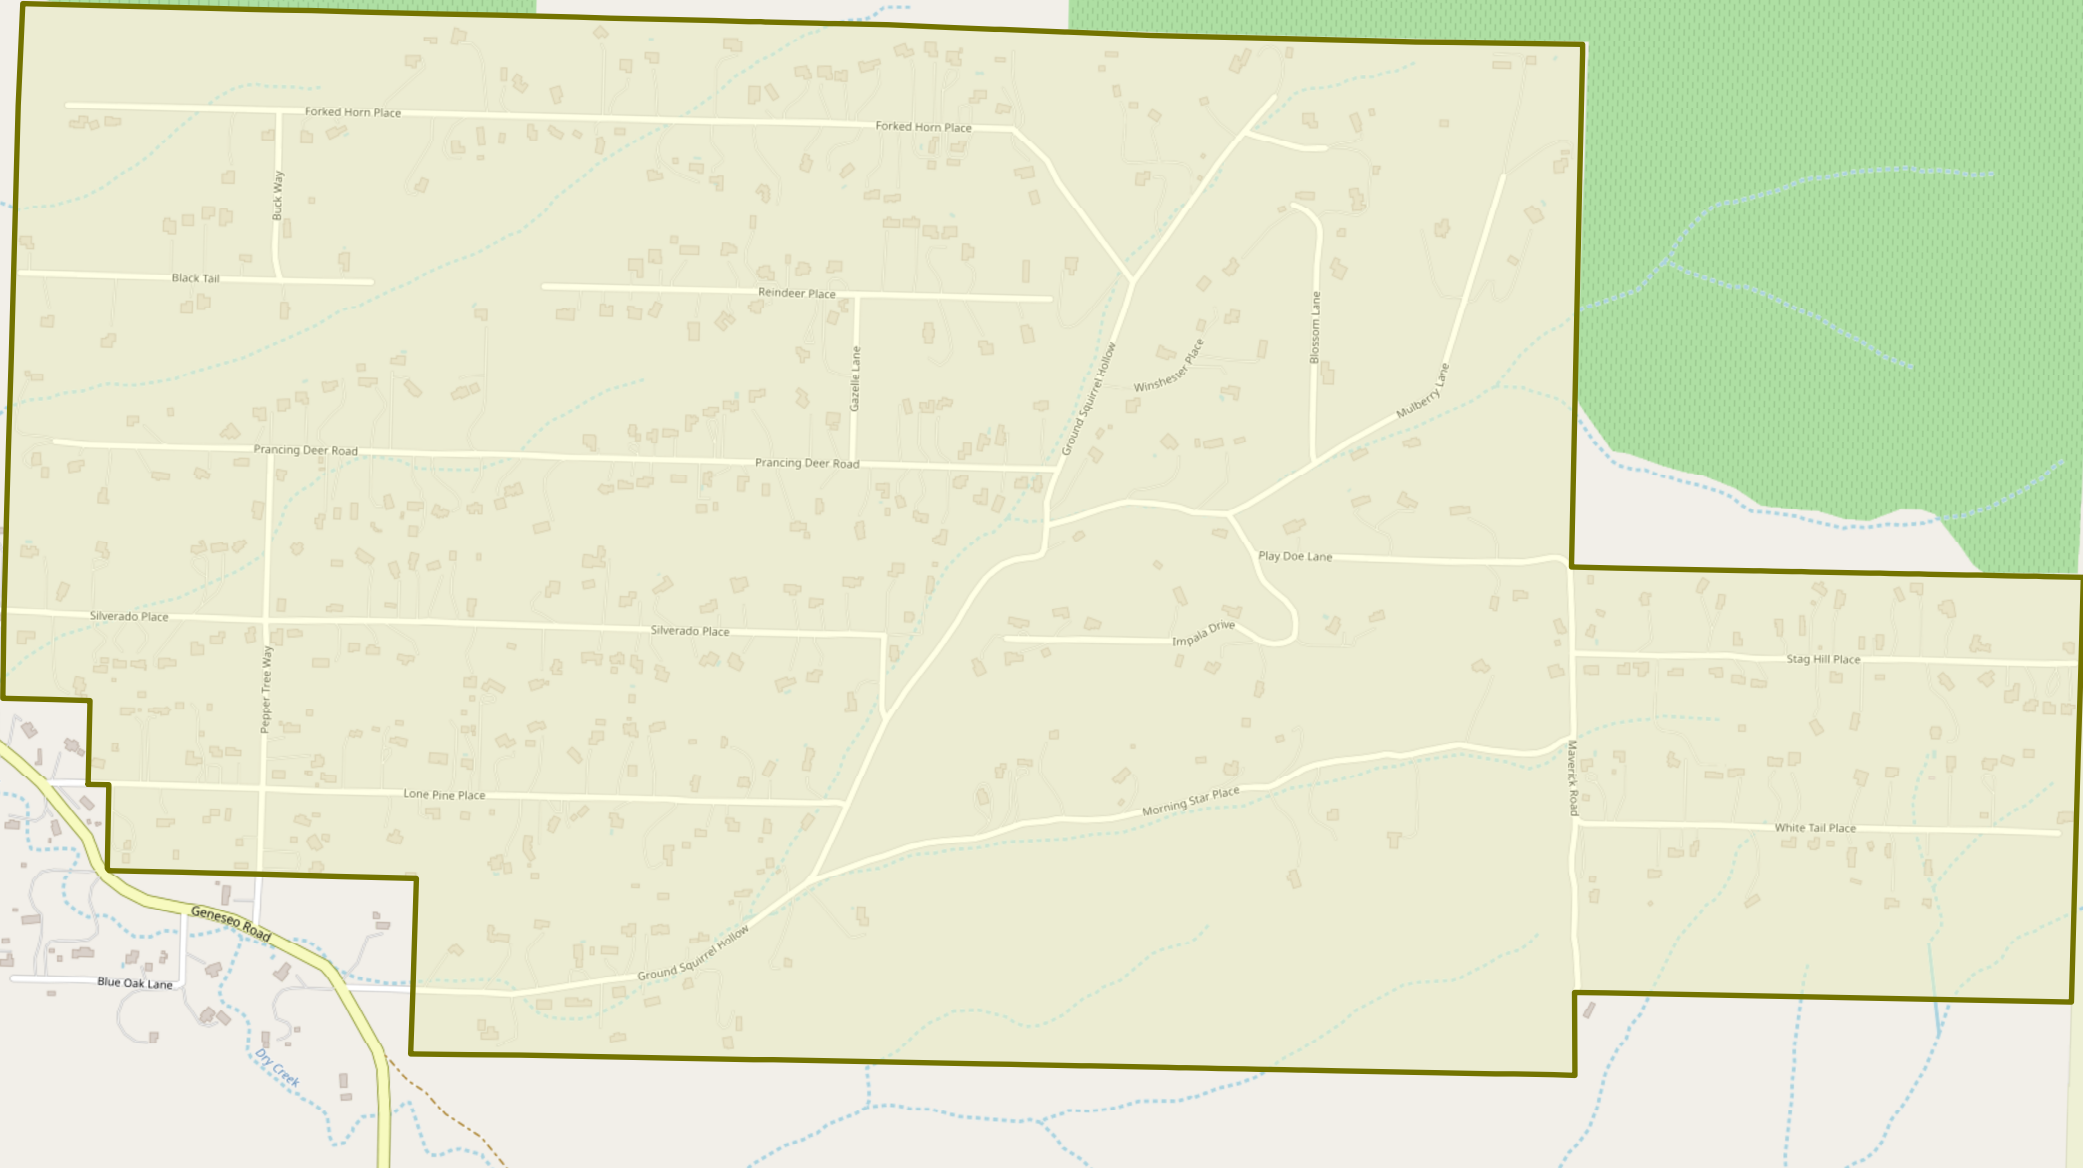 Forked Horn Place
Forked Horn Place
Buck Way
Black Tail
Reindeer Place
Gazelle Lane
Blossom Lane
Winshesser Place
Ground Squirrel Hollow
Mulberry Lane
Prancing Deer Road
Prancing Deer Road
Play Doe Lane
Silverado Place
Silverado Place
Impala Drive
Stag Hill Place
Pepper Tree Way
Maverick Road
Lone Pine Place
Morning Star Place
White Tail Place
Geneseo Road
Ground Squirrel Hollow
Blue Oak Lane
Dry Creek